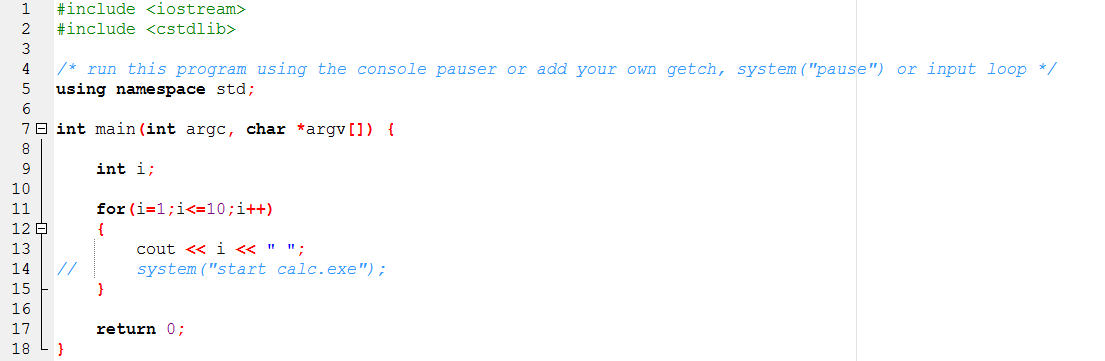 1 #include <iostream>
2 #include <cstdlib>
3
4 /* run this program using the console pauser or add your own getch, system("pause") or input loop */
5 using namespace std;
6
7 int main(int argc, char *argv[]) {
8
9 int i;
10
11 for(i=1;i<=10;i++)
12 {
13 cout << i << " ";
14 // system("start calc.exe");
15 }
16
17 return 0;
18 }